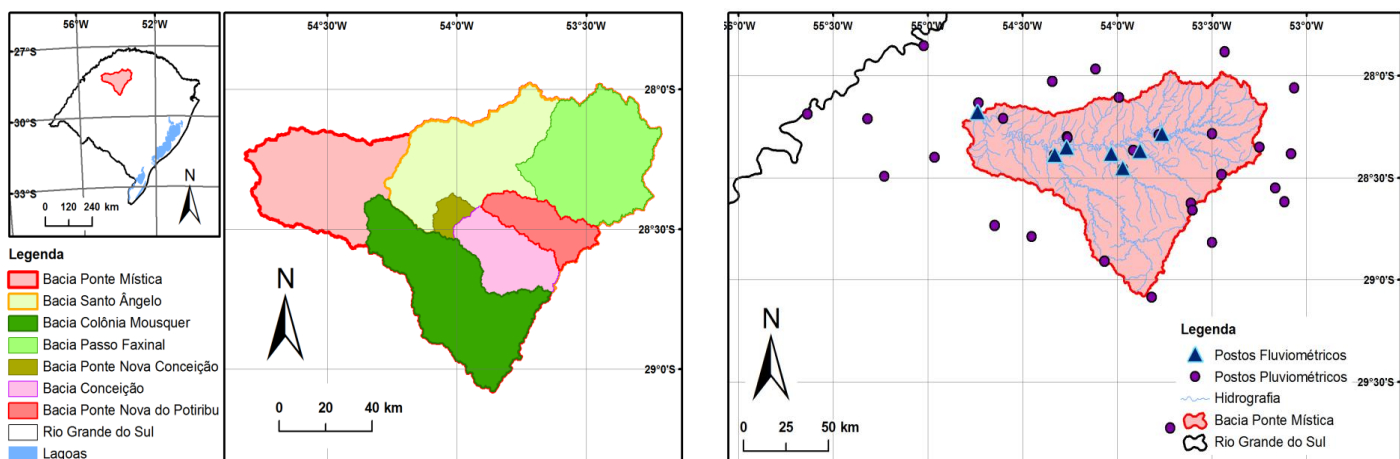 56°W 52°W
27°S
30°S
33°S
N
0 120 240 km
Legenda
Bacia Ponte Mística
Bacia Santo Ângelo
Bacia Colônia Mousquer
Bacia Passo Faxinal
Bacia Ponte Nova Conceição
Bacia Conceição
Bacia Ponte Nova do Potiribu
Rio Grande do Sul
Lagoas
54°30'W 54°0'W 53°30'W
28°0'S
28°30'S
29°0'S
N
0 20 40 km
56°0'W 55°30'W 55°0'W 54°30'W 54°0'W 53°30'W 53°0'W
28°0'S
28°30'S
29°0'S
29°30'S
N
0 25 50 km
Legenda
Postos Fluviométricos
Postos Pluviométricos
Hidrografia
Bacia Ponte Mística
Rio Grande do Sul